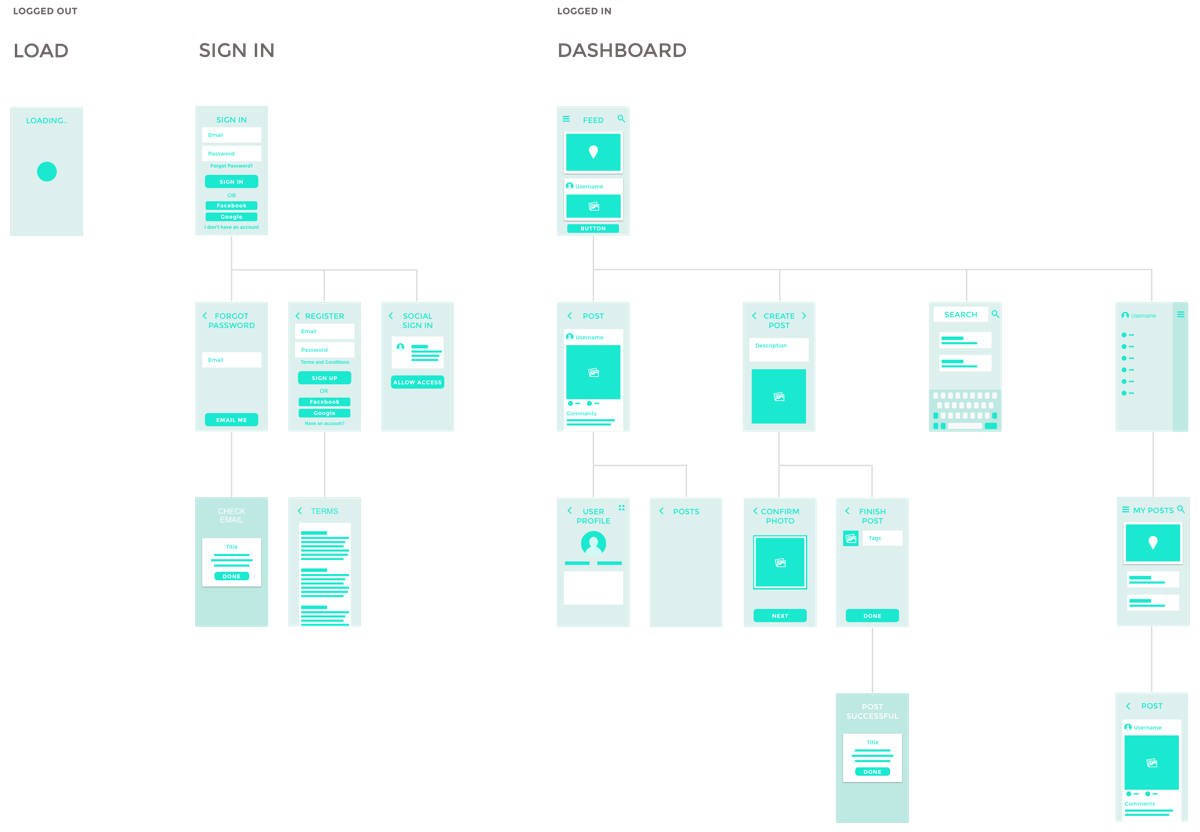 LOGGED OUT
LOGGED IN
LOAD
SIGN IN
DASHBOARD
LOADING...
SIGN IN
Email
Password
Forgot Password?
SIGN IN
OR
Facebook
Google
I don't have an account
FEED
Username
BUTTON
FORGOT
PASSWORD
Email
EMAIL ME
REGISTER
Email
Password
Terms and Conditions
SIGN UP
OR
Facebook
Google
Have an account?
SOCIAL
SIGN IN
ALLOW ACCESS
POST
Username
Comments
CREATE
POST
Description
SEARCH
Username
CHECK
EMAIL
Title
DONE
TERMS
USER
PROFILE
POSTS
CONFIRM
PHOTO
NEXT
FINISH
POST
Tags
DONE
MY POSTS
POST
SUCCESSFUL
Title
DONE
POST
Username
Comments